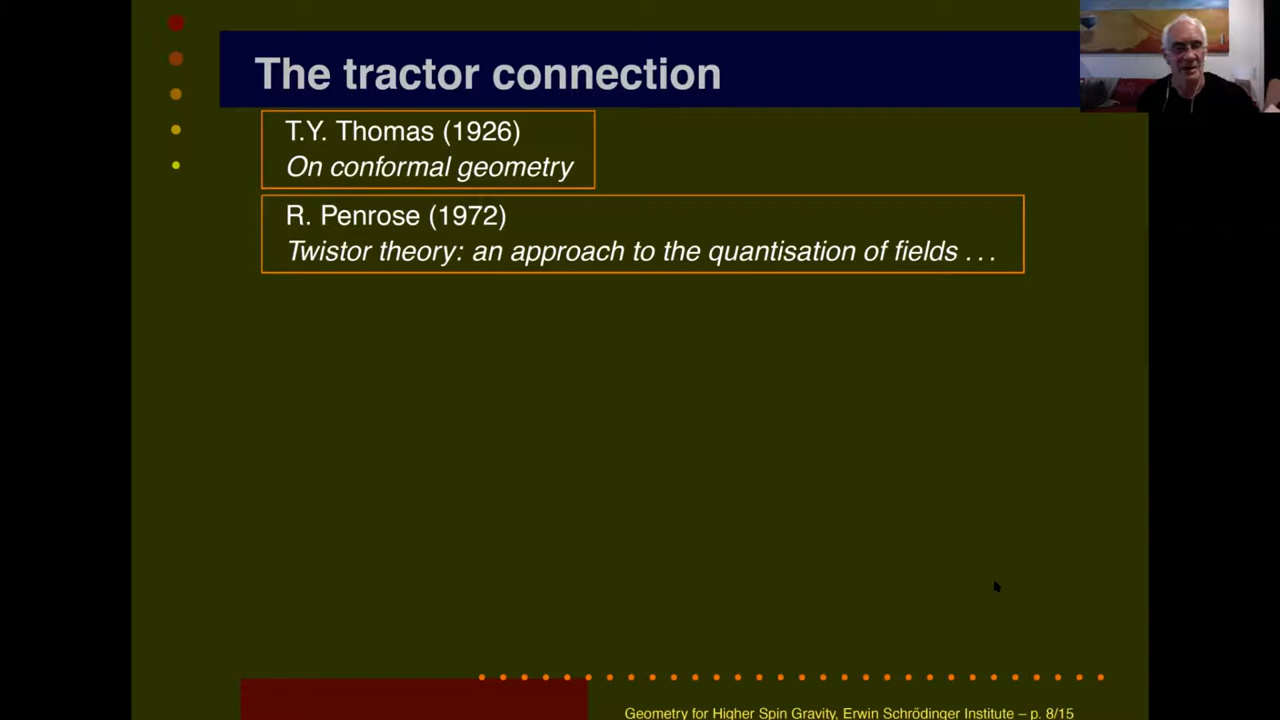 The tractor connection
T.Y. Thomas (1926)
On conformal geometry
R. Penrose (1972)
Twistor theory: an approach to the quantisation of fields . . .
Geometry for Higher Spin Gravity, Erwin Schrödinger Institute – p. 8/15